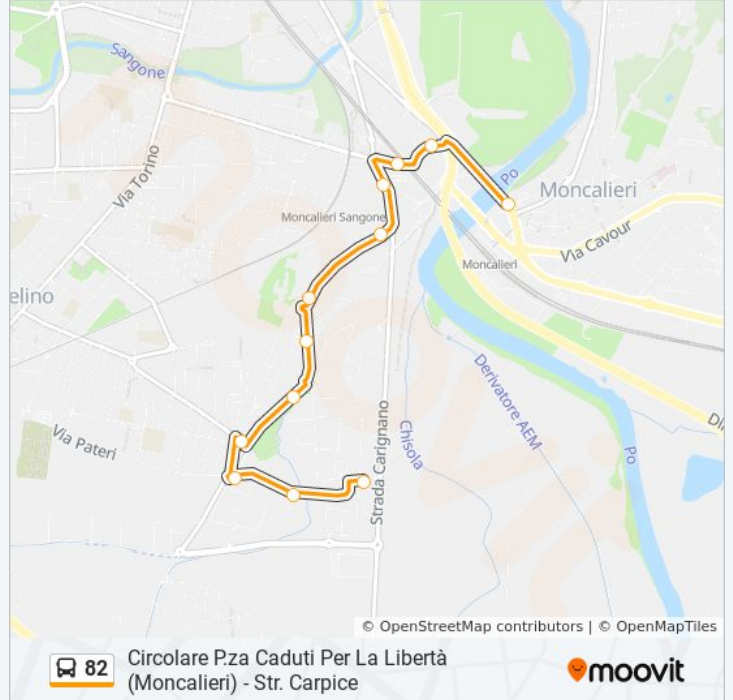 Sangone
Via Torino
Po
Moncalieri
Moncalieri Sangone
Via Cavour
Moncalieri
elino
Derivatore AEM
Via Pateri
Strada Carignano
Chisola
Po
© OpenStreetMap contributors | © OpenMapTiles
82
Circolare P.za Caduti Per La Libertà
(Moncalieri) - Str. Carpice
moovit